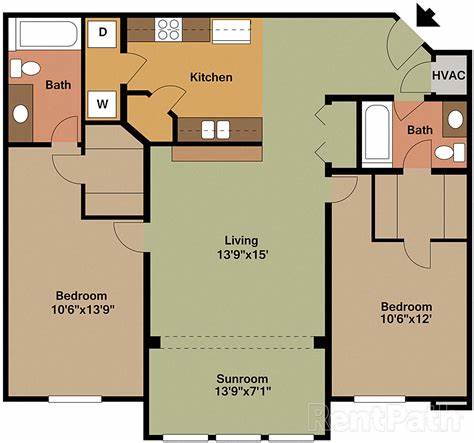 D
Bath
Kitchen
HVAC
W
Bath
Living
13'9"x15'
Bedroom
10'6"x13'9"
Bedroom
10'6"x12'
Sunroom
13'9"x7'1"
RentPath